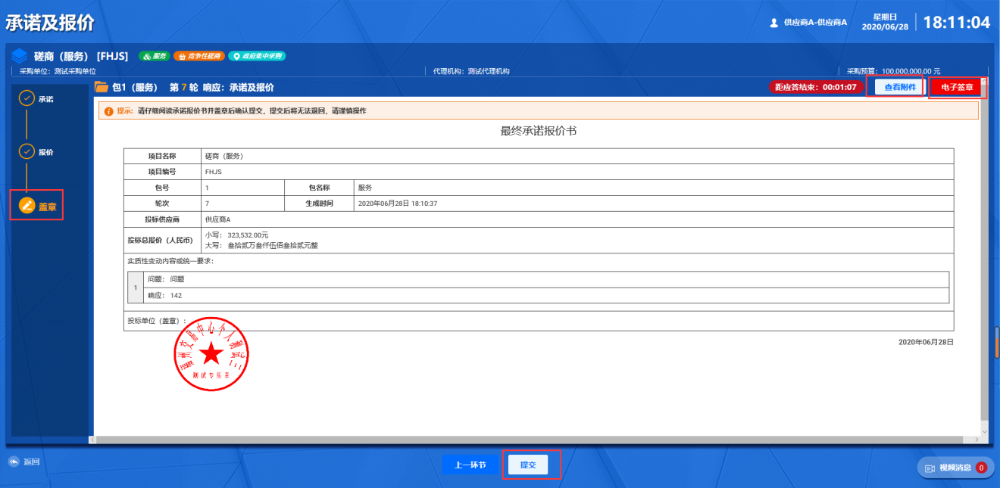 承诺及报价
供应商A-供应商A
星期日
2020/06/28
18:11:04
磋商（服务） [FHJS] 服务 竞争性磋商 政府集中采购
采购单位：测试采购单位
代理机构：测试代理机构
采购预算：100,000,000.00 元
承诺
报价
盖章
包1（服务） 第 7 轮 响应：承诺及报价
距应答结束：00:01:07
查看附件
电子签章
提示：请仔细阅读承诺报价书并盖章后确认提交，提交后将无法退回，请谨慎操作
最终承诺报价书
项目名称 磋商（服务）
项目编号 FHJS
包号 1 包名称 服务
轮次 7 生成时间 2020年06月28日 18:10:37
投标供应商 供应商A
投标总报价（人民币） 小写： 323,532.00元
大写： 叁拾贰万叁仟伍佰叁拾贰元整
实质性变动内容或统一要求：
1
问题： 问题
响应： 142
投标单位（盖章）：
测试专用章
2020年06月28日
返回
上一环节
提交
视频消息 0